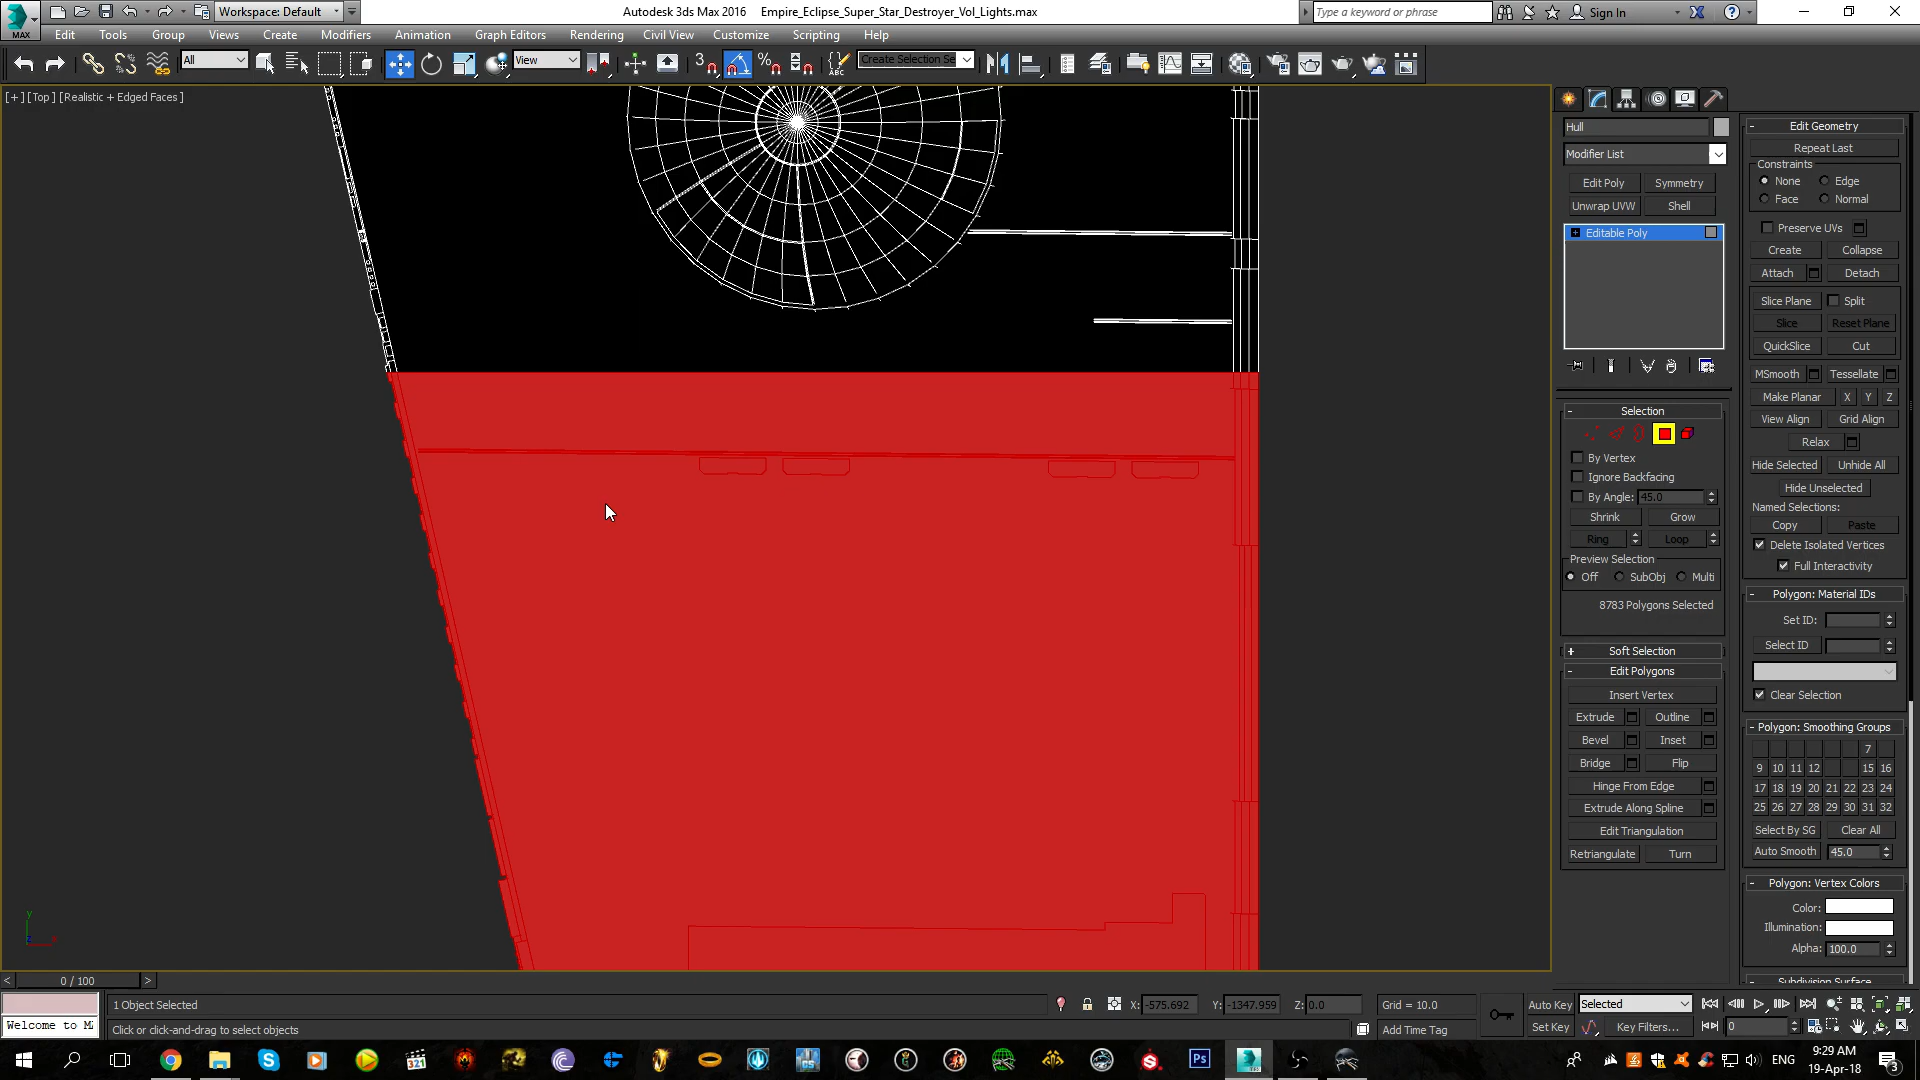 MAX
Workspace: Default
Autodesk 3ds Max 2016 Empire_Eclipse_Super_Star_Destroyer_Vol_Lights.max
Type a keyword or phrase
Sign In
Edit Tools Group Views Create Modifiers Animation Graph Editors Rendering Civil View Customize Scripting Help
All
View
3
ABC
Create Selection Se
[+] [Top] [Realistic + Edged Faces]
Hull
Modifier List
Edit Poly Symmetry
Unwrap UVW Shell
Editable Poly
Selection
By Vertex
Ignore Backfacing
By Angle: 45.0
Shrink Grow
Ring Loop
Preview Selection
Off SubObj Multi
8783 Polygons Selected
Soft Selection
Edit Polygons
Insert Vertex
Extrude Outline
Bevel Inset
Bridge Flip
Hinge From Edge
Extrude Along Spline
Edit Triangulation
Retriangulate Turn
Edit Geometry
Repeat Last
Constraints
None Edge
Face Normal
Preserve UVs
Create Collapse
Attach Detach
Slice Plane Split
Slice Reset Plane
QuickSlice Cut
MSmooth Tessellate
Make Planar X Y Z
View Align Grid Align
Relax
Hide Selected Unhide All
Hide Unselected
Named Selections:
Copy Paste
Delete Isolated Vertices
Full Interactivity
Polygon: Material IDs
Set ID:
Select ID
Clear Selection
Polygon: Smoothing Groups
7
9 10 11 12 15 16
17 18 19 20 21 22 23 24
25 26 27 28 29 30 31 32
Select By SG Clear All
Auto Smooth 45.0
Polygon: Vertex Colors
Color:
Illumination:
Alpha: 100.0
Subdivision Surface
y
0 / 100
1 Object Selected
X: -575.692 Y: -1347.959 Z: 0.0
Grid = 10.0
Auto Key Selected
Welcome to M
Click or click-and-drag to select objects
Add Time Tag
Set Key Key Filters...
0
321
Ps
ENG
9:29 AM
19-Apr-18
3